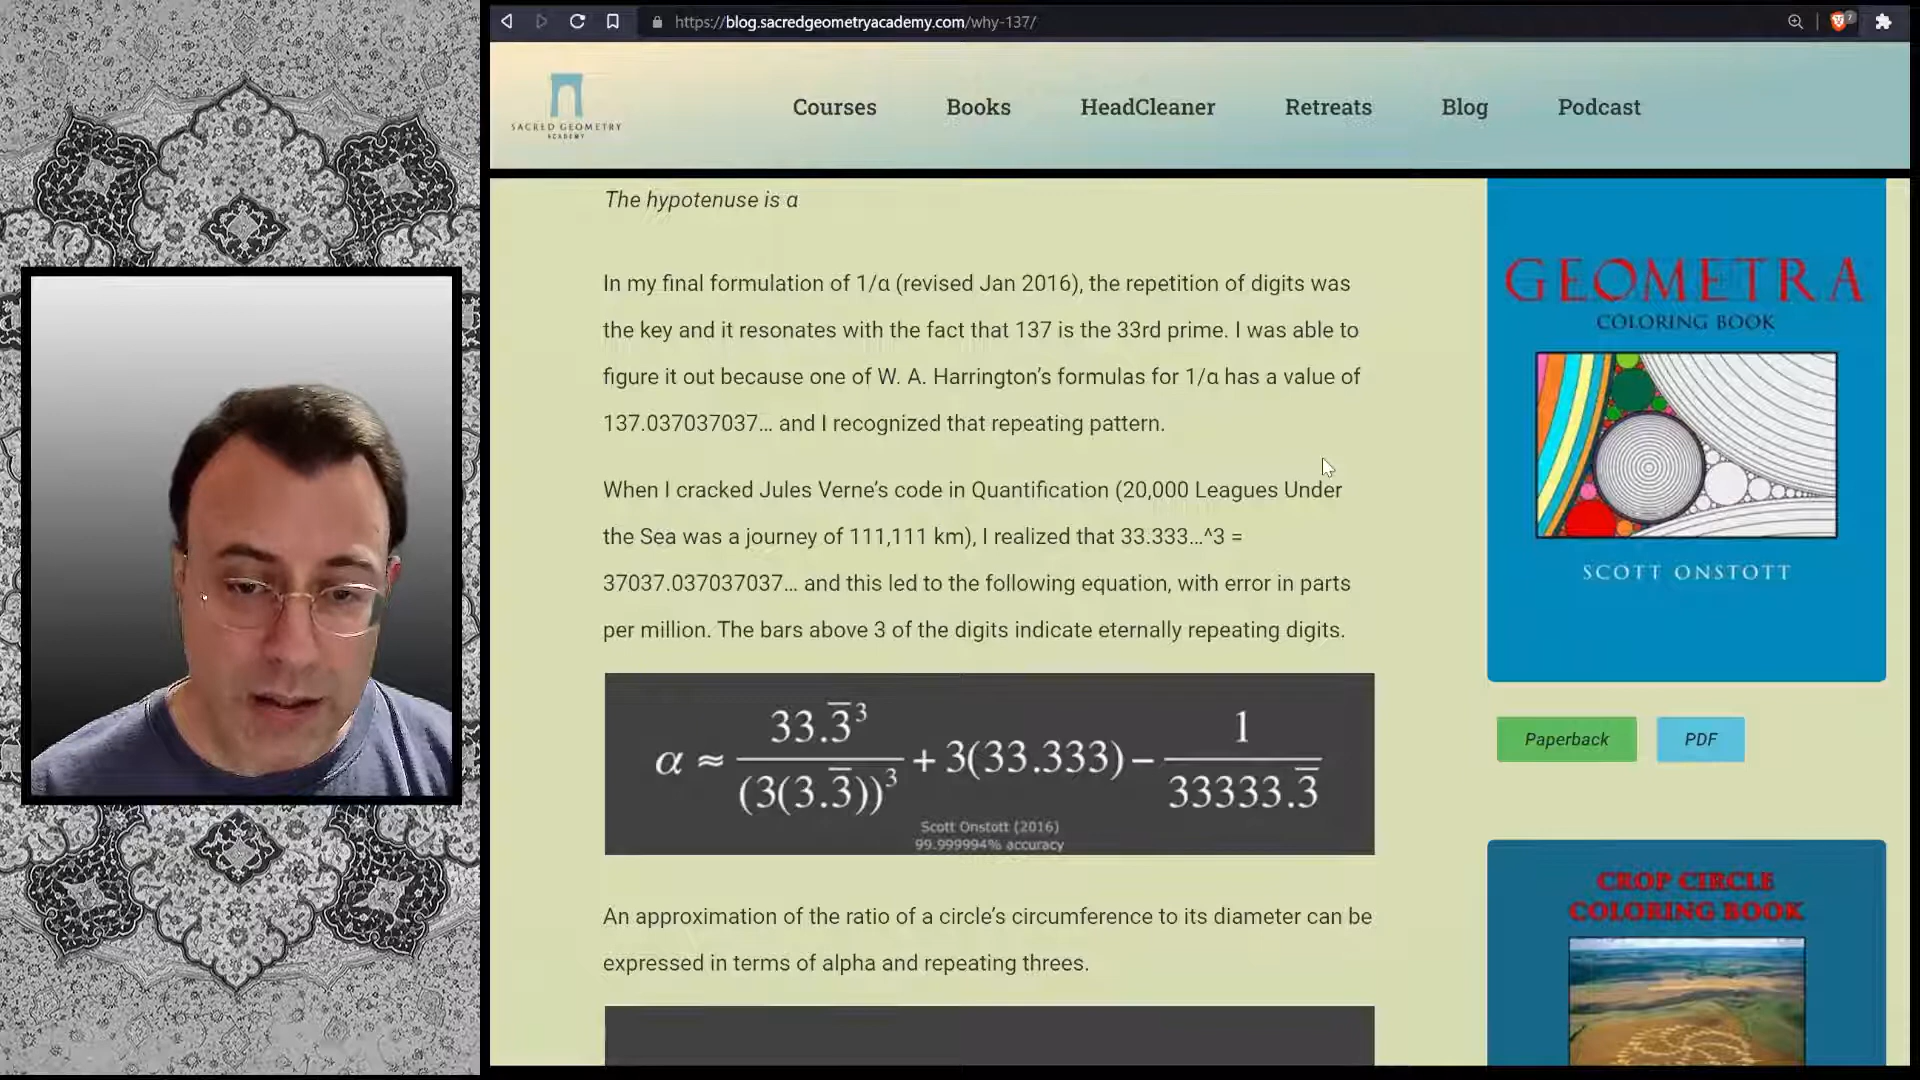 https://blog.sacredgeometryacademy.com/why-137/
7
SACRED GEOMETRY
ACADEMY
Courses
Books
HeadCleaner
Retreats
Blog
Podcast
The hypotenuse is α
In my final formulation of 1/α (revised Jan 2016), the repetition of digits was
the key and it resonates with the fact that 137 is the 33rd prime. I was able to
figure it out because one of W. A. Harrington’s formulas for 1/α has a value of
137.037037037… and I recognized that repeating pattern.
When I cracked Jules Verne’s code in Quantification (20,000 Leagues Under
the Sea was a journey of 111,111 km), I realized that 33.333…^3 =
37037.037037037… and this led to the following equation, with error in parts
per million. The bars above 3 of the digits indicate eternally repeating digits.
α ≈ 33.3̅³ / (3(3.3̅))³ + 3(33.333) − 1 / 33333.3̅
Scott Onstott (2016)
99.999994% accuracy
An approximation of the ratio of a circle’s circumference to its diameter can be
expressed in terms of alpha and repeating threes.
GEOMETRA
COLORING BOOK
SCOTT ONSTOTT
Paperback
PDF
CROP CIRCLE
COLORING BOOK